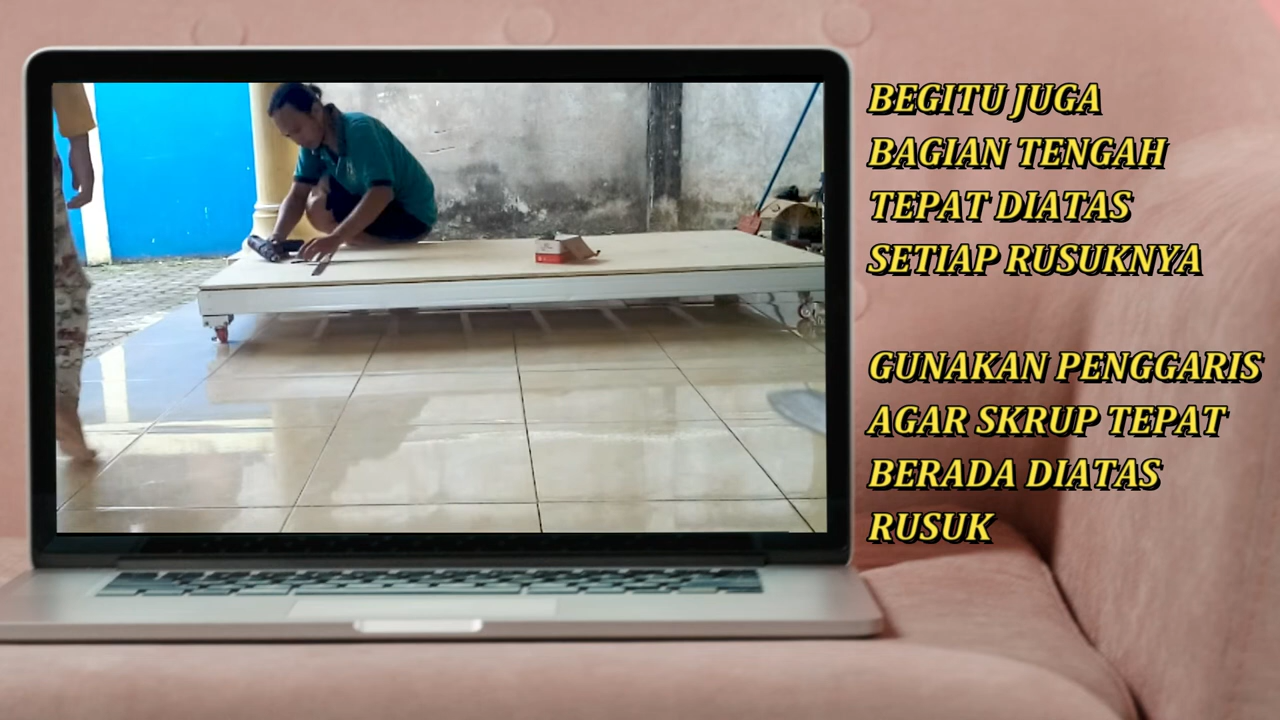 BEGITU JUGA
BAGIAN TENGAH
TEPAT DIATAS
SETIAP RUSUKNYA
GUNAKAN PENGGARIS
AGAR SKRUP TEPAT
BERADA DIATAS
RUSUK